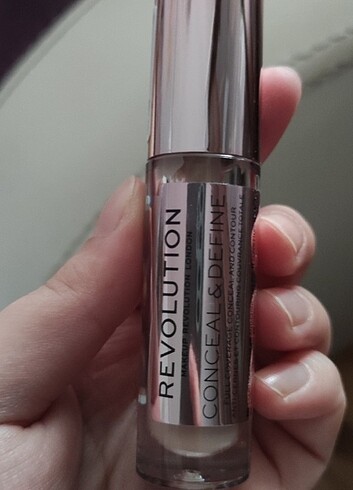 REVOLUTION
MAKEUP REVOLUTION LONDON
CONCEAL & DEFINE
FULL COVERAGE CONCEAL AND CONTOUR